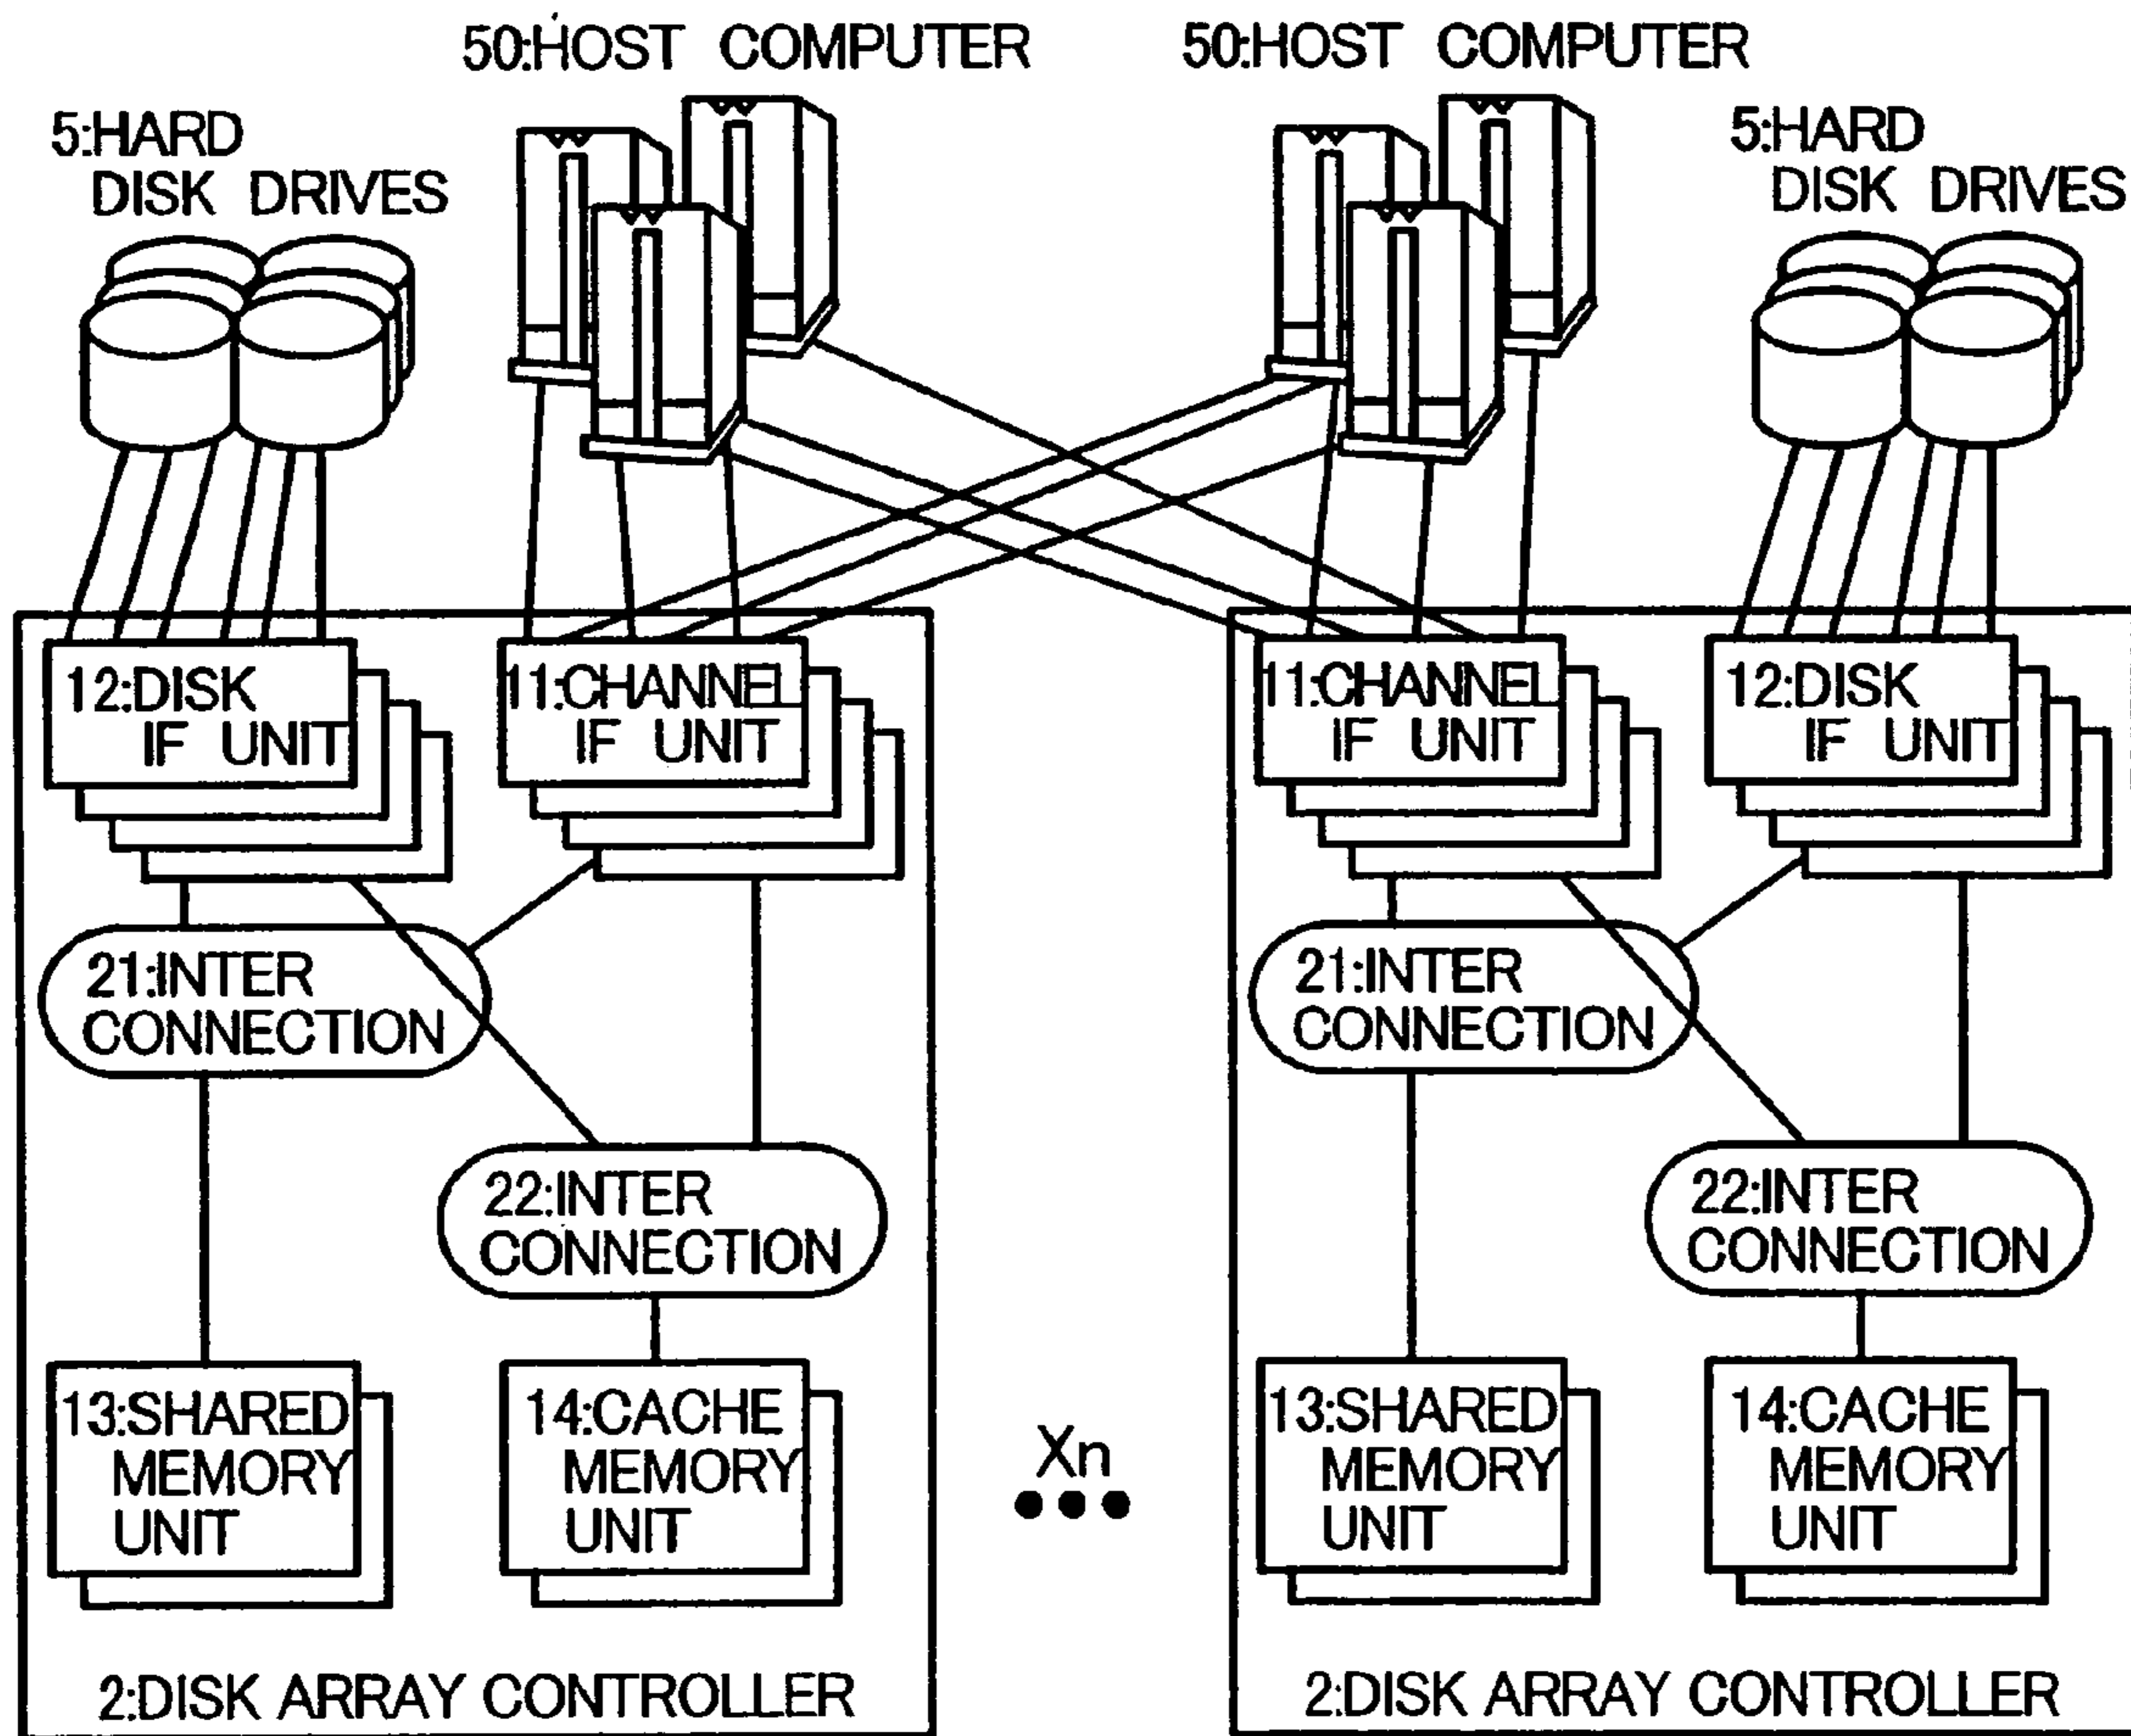 50:HOST COMPUTER
50:HOST COMPUTER
5:HARD
DISK DRIVES
5:HARD
DISK DRIVES
12:DISK
IF UNIT
11:CHANNEL
IF UNIT
11:CHANNEL
IF UNIT
12:DISK
IF UNIT
21:INTER
CONNECTION
21:INTER
CONNECTION
22:INTER
CONNECTION
22:INTER
CONNECTION
13:SHARED
MEMORY
UNIT
14:CACHE
MEMORY
UNIT
Xn
13:SHARED
MEMORY
UNIT
14:CACHE
MEMORY
UNIT
2:DISK ARRAY CONTROLLER
2:DISK ARRAY CONTROLLER